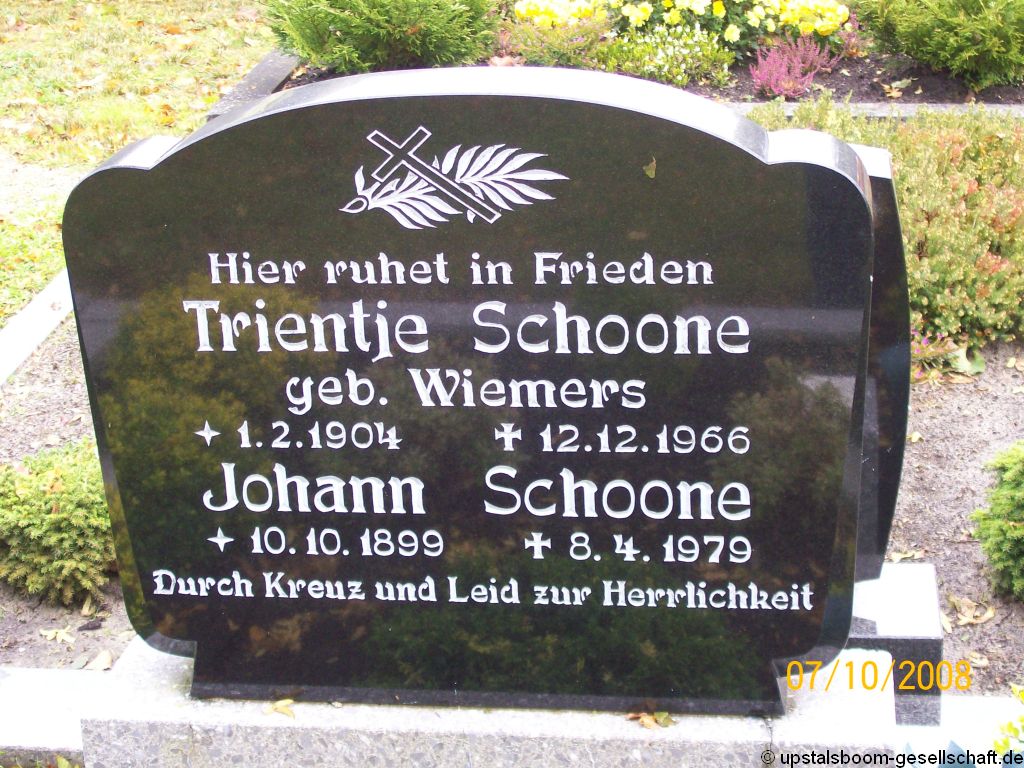 Hier ruhet in Frieden
Trientje Schoone
geb. Wiemers
✦ 1.2.1904 ✝ 12.12.1966
Johann Schoone
✦ 10.10.1899 ✝ 8.4.1979
Durch Kreuz und Leid zur Herrlichkeit
07/10/2008
© upstalsboom-gesellschaft.de